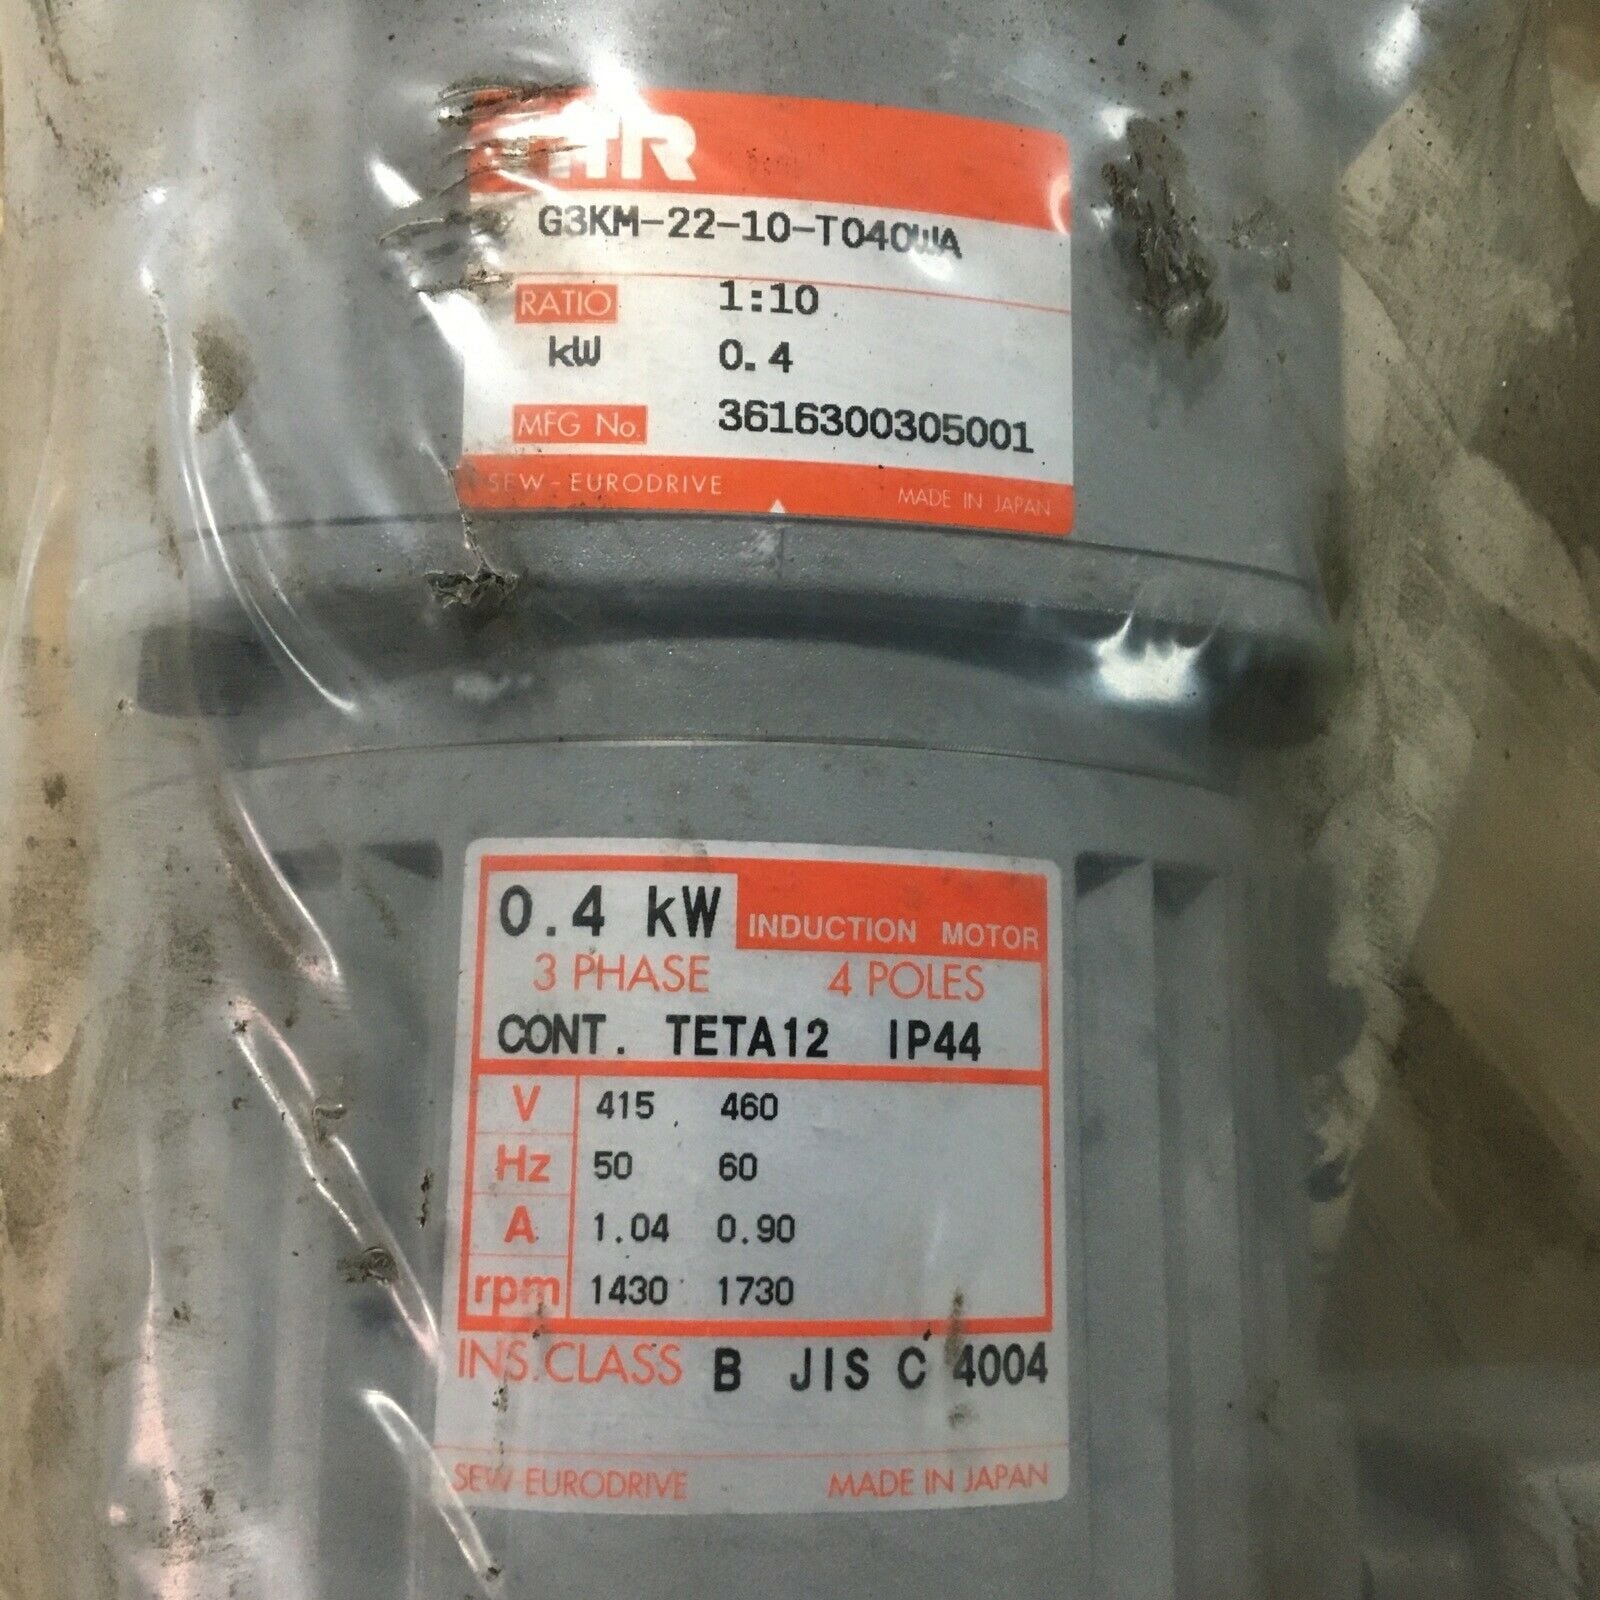 G3KM-22-10-T040WA
RATIO 1:10
kW 0.4
MFG No. 3616300305001
SEW-EURODRIVE MADE IN JAPAN
0.4 kW INDUCTION MOTOR
3 PHASE 4 POLES
CONT. TETA12 IP44
V 415 460
Hz 50 60
A 1.04 0.90
rpm 1430 1730
INS.CLASS B JIS C 4004
SEW-EURODRIVE MADE IN JAPAN